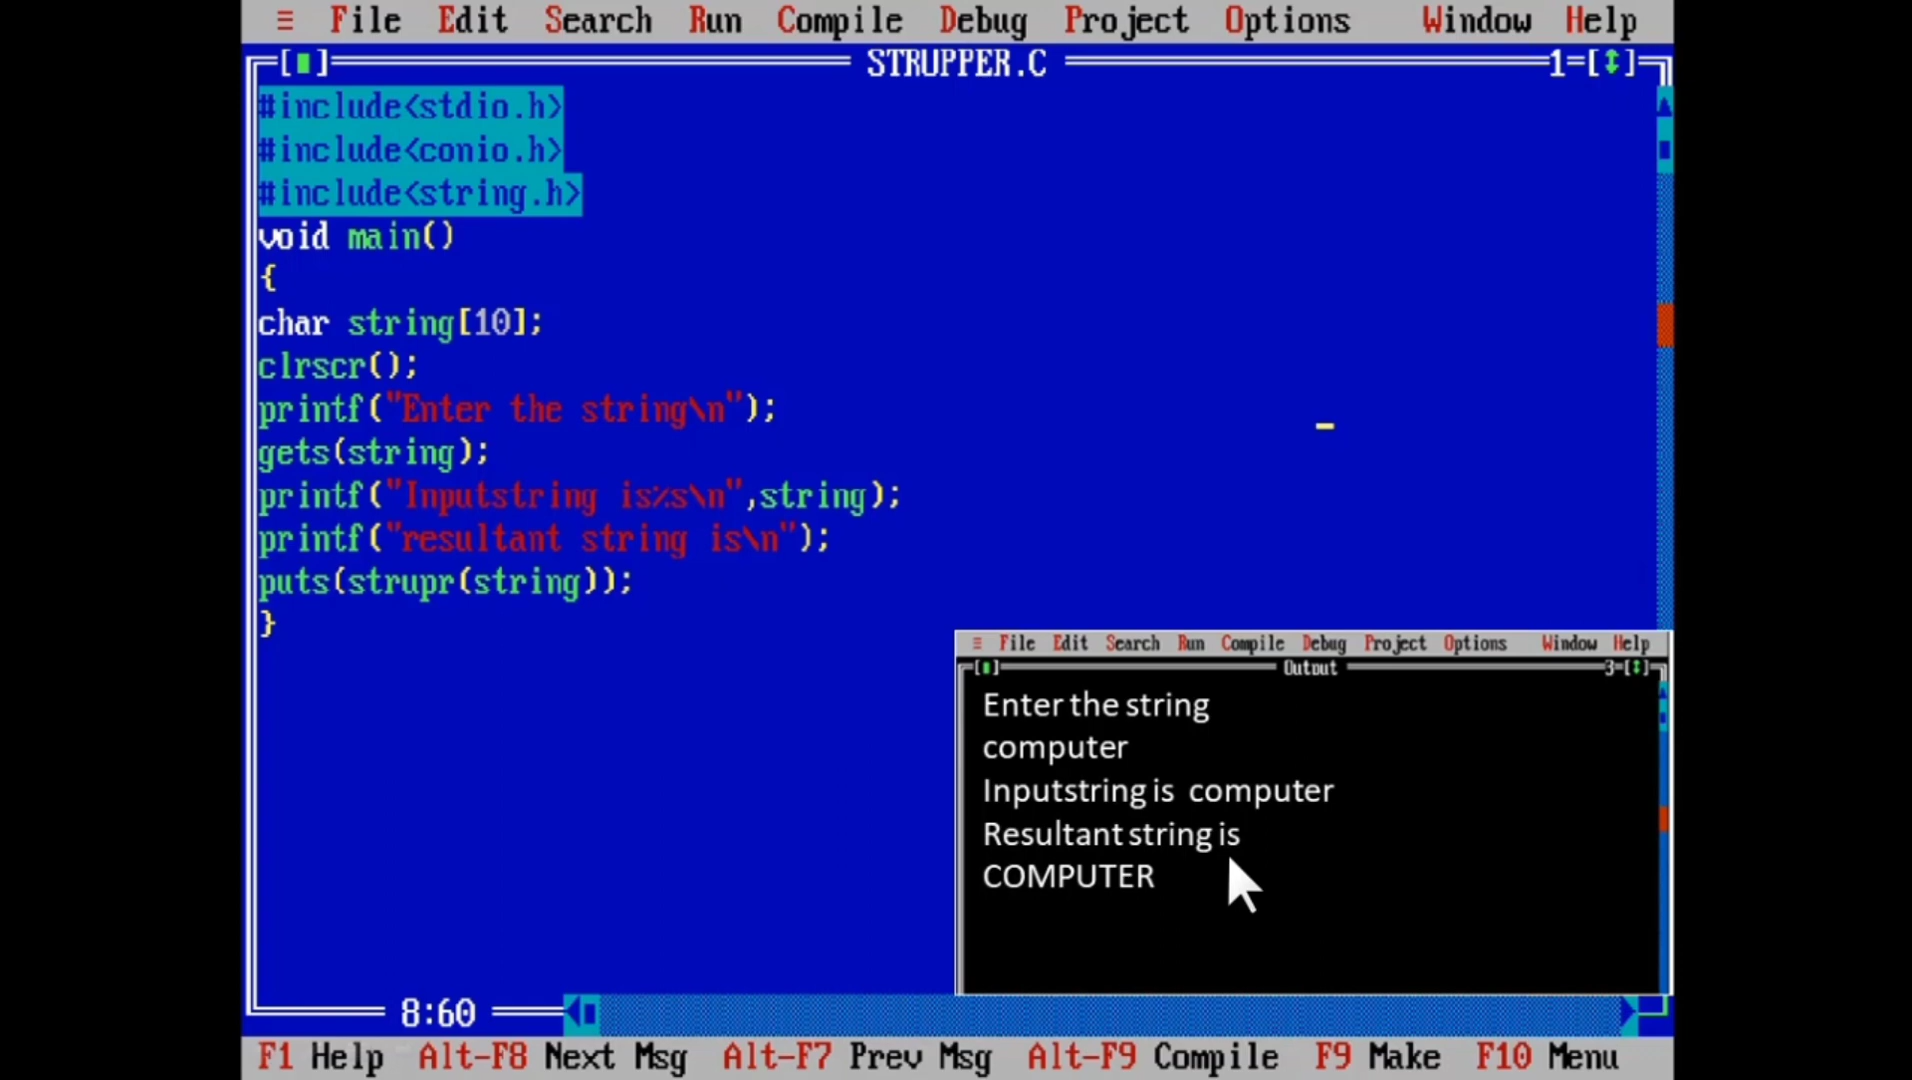 ≡ File Edit Search Run Compile Debug Project Options Window Help
[■] STRUPPER.C 1=[↕]
#include<stdio.h>
#include<conio.h>
#include<string.h>
void main()
{
char string[10];
clrscr();
printf("Enter the string\n");
gets(string);
printf("Inputstring is%s\n",string);
printf("resultant string is\n");
puts(strupr(string));
}
≡ File Edit Search Run Compile Debug Project Options Window Help
[■] Output 3=[↕]
Enter the string
computer
Inputstring is computer
Resultant string is
COMPUTER
8:60
F1 Help Alt-F8 Next Msg Alt-F7 Prev Msg Alt-F9 Compile F9 Make F10 Menu